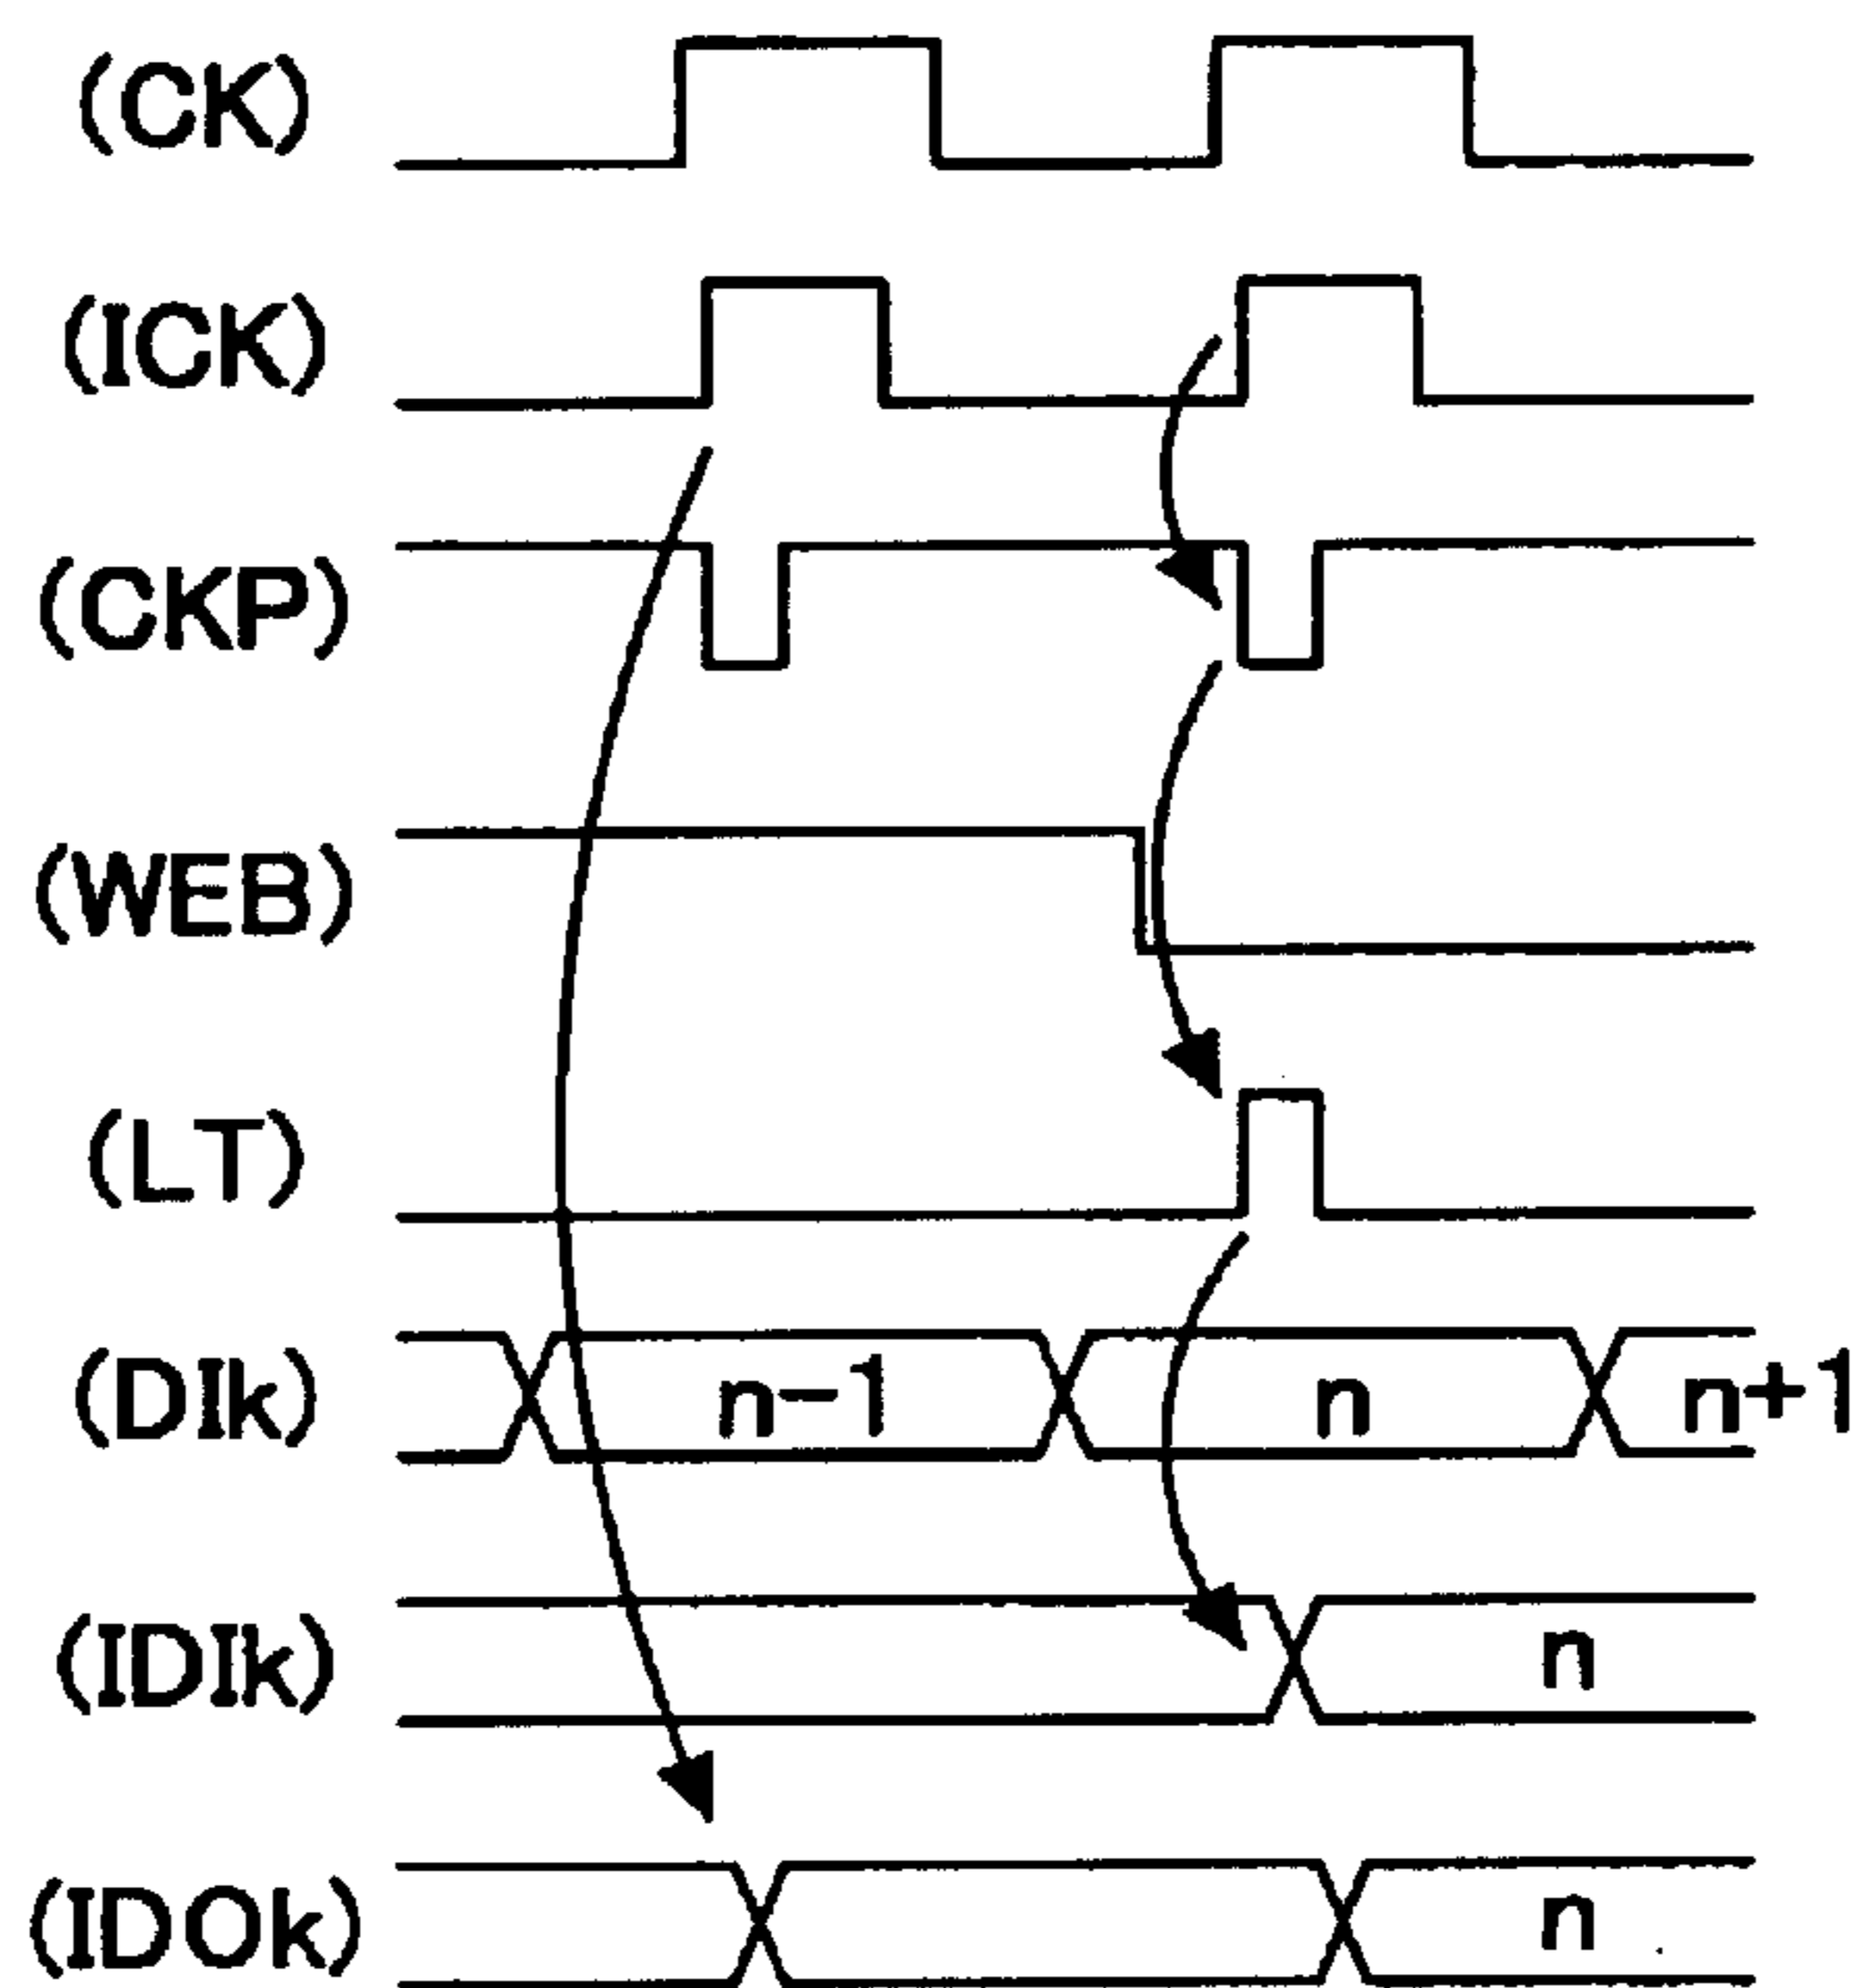 (CK)
(ICK)
(CKP)
(WEB)
(LT)
(DIk) n-1 n n+1
(IDIk) n
(IDOk) n